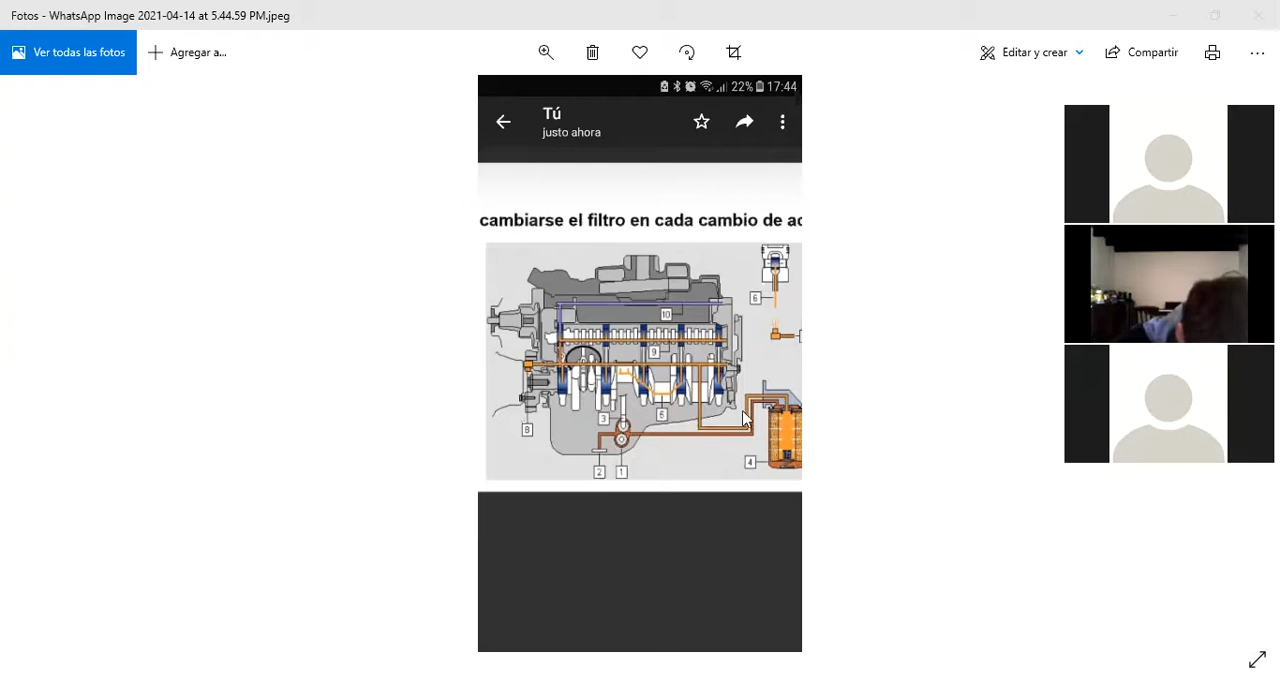 Fotos - WhatsApp Image 2021-04-14 at 5.44.59 PM.jpeg
Ver todas las fotos
Agregar a...
Editar y crear
Compartir
22% 17:44
Tú
justo ahora
cambiarse el filtro en cada cambio de ac
6
10
9
3
6
8
4
2
1